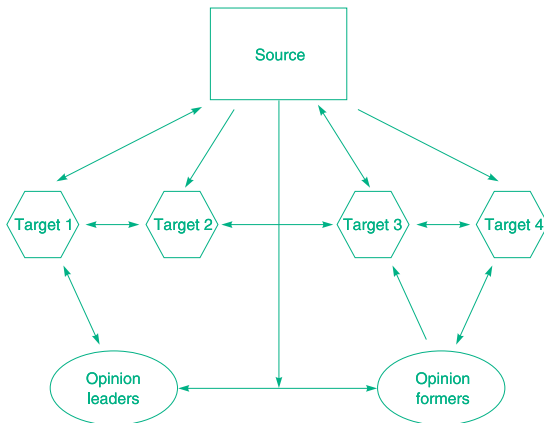 Source
Target 1
Target 2
Target 3
Target 4
Opinion
leaders
Opinion
formers